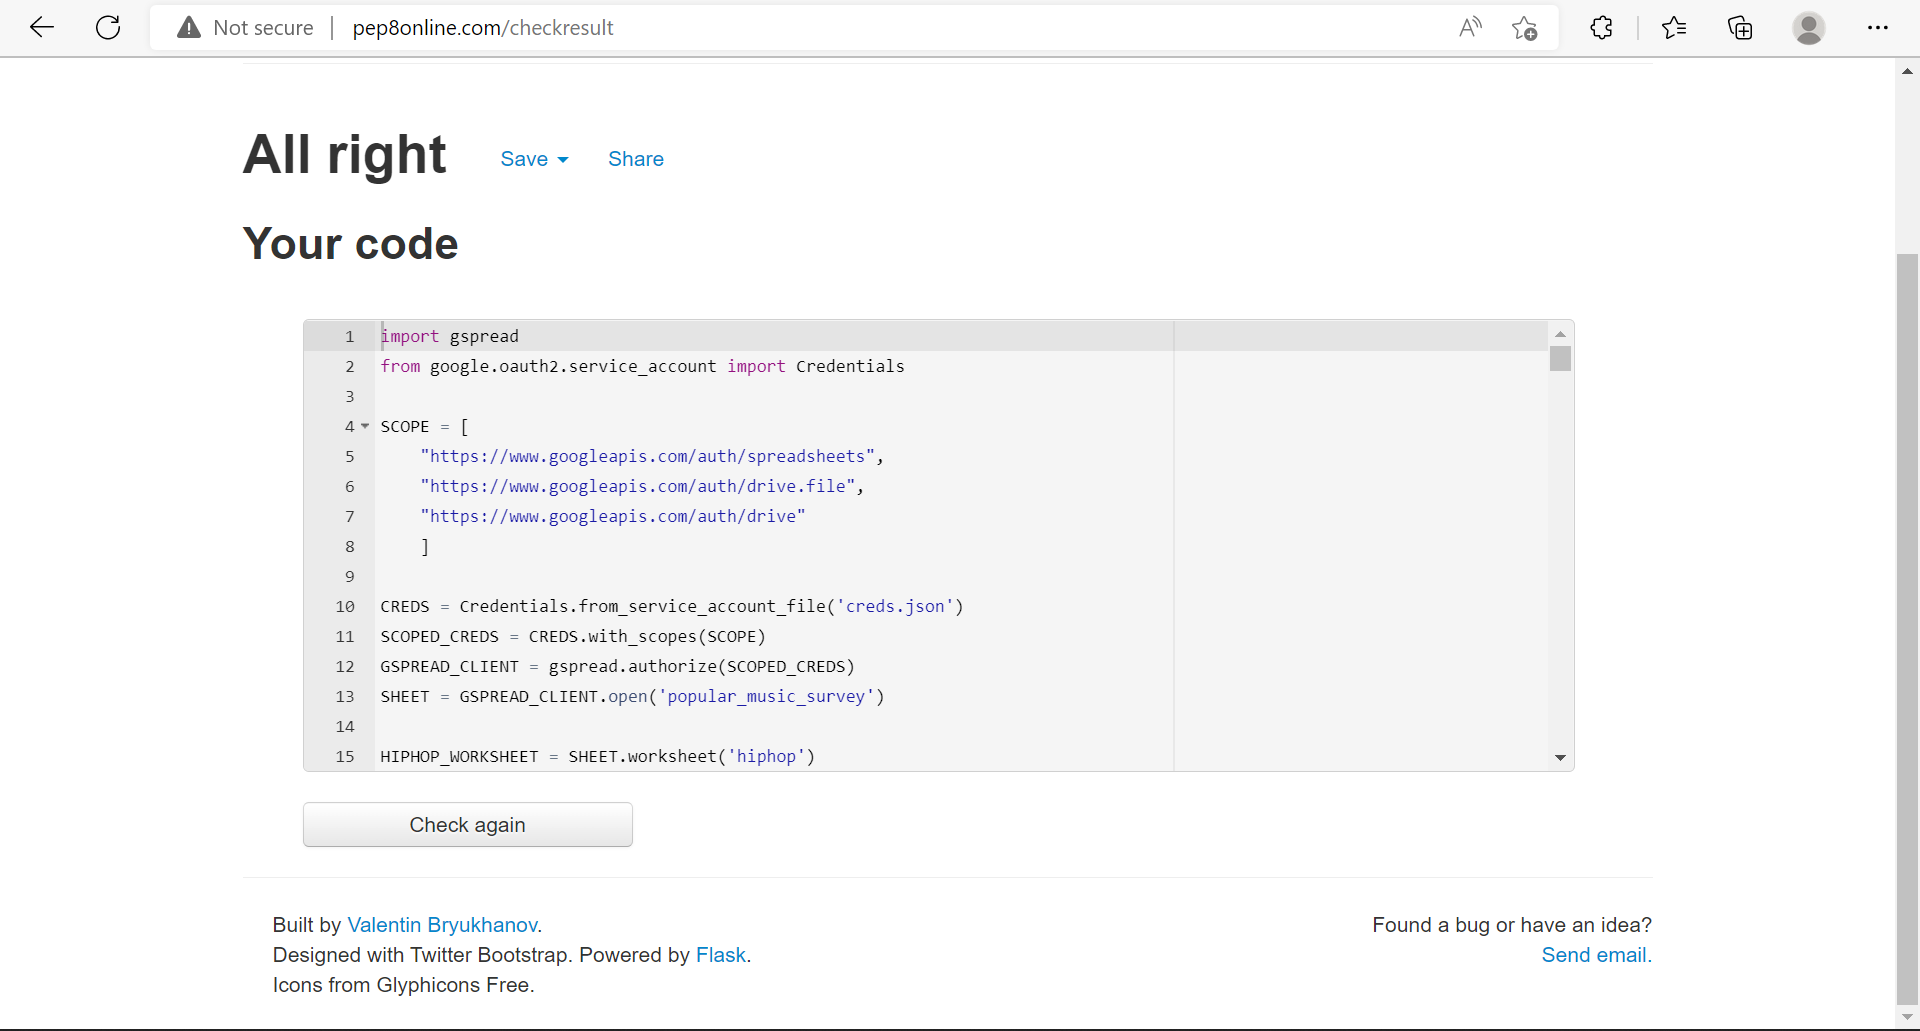 Not secure
pep8online.com/checkresult
All right
Save
Share
Your code
1 import gspread
2 from google.oauth2.service_account import Credentials
3
4 SCOPE = [
5 "https://www.googleapis.com/auth/spreadsheets",
6 "https://www.googleapis.com/auth/drive.file",
7 "https://www.googleapis.com/auth/drive"
8 ]
9
10 CREDS = Credentials.from_service_account_file('creds.json')
11 SCOPED_CREDS = CREDS.with_scopes(SCOPE)
12 GSPREAD_CLIENT = gspread.authorize(SCOPED_CREDS)
13 SHEET = GSPREAD_CLIENT.open('popular_music_survey')
14
15 HIPHOP_WORKSHEET = SHEET.worksheet('hiphop')
Check again
Built by Valentin Bryukhanov.
Designed with Twitter Bootstrap. Powered by Flask.
Icons from Glyphicons Free.
Found a bug or have an idea?
Send email.